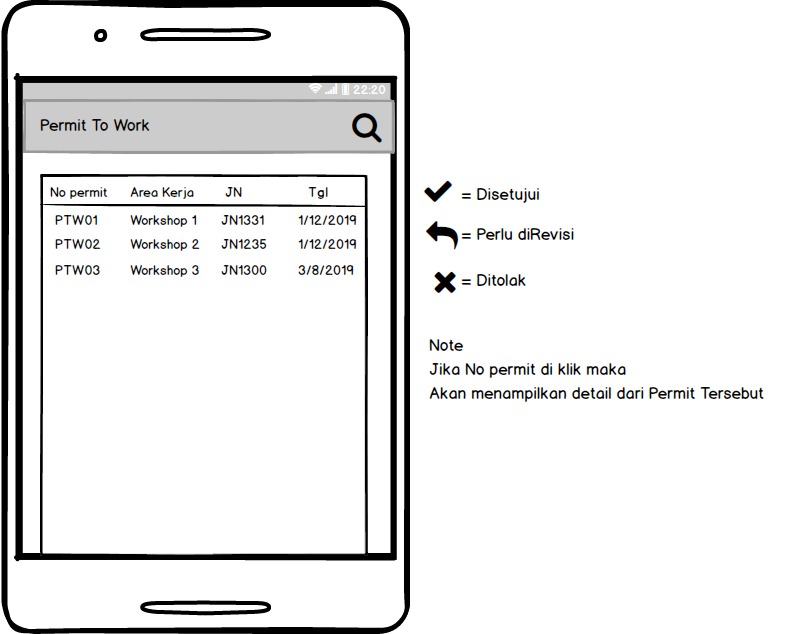 22:20
Permit To Work
No permit Area Kerja JN Tgl
PTW01 Workshop 1 JN1331 1/12/2019
PTW02 Workshop 2 JN1235 1/12/2019
PTW03 Workshop 3 JN1300 3/8/2019
= Disetujui
= Perlu diRevisi
= Ditolak
Note
Jika No permit di klik maka
Akan menampilkan detail dari Permit Tersebut